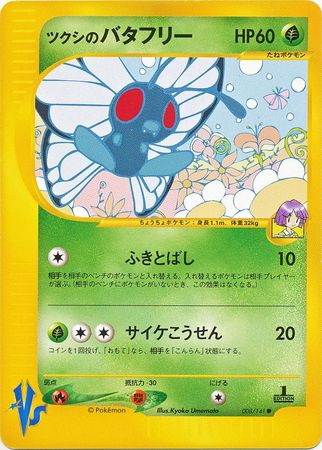 ツクシのバタフリー HP60
たねポケモン
ちょうちょポケモン：身長1.1m、体重32kg
ふきとばし 10
相手を相手のベンチのポケモンと入れ替える。入れ替えるポケモンは相手プレイヤー
が選ぶ。(相手のベンチにポケモンがいないとき、この効果はなくなる。)
サイケこうせん 20
コインを1回投げ、「おもて」なら、相手を「こんらん」状態にする。
弱点 抵抗力-30 にげる
1
EDITION
VS
©Pokémon Illus.Kyoko Umemoto 008/141